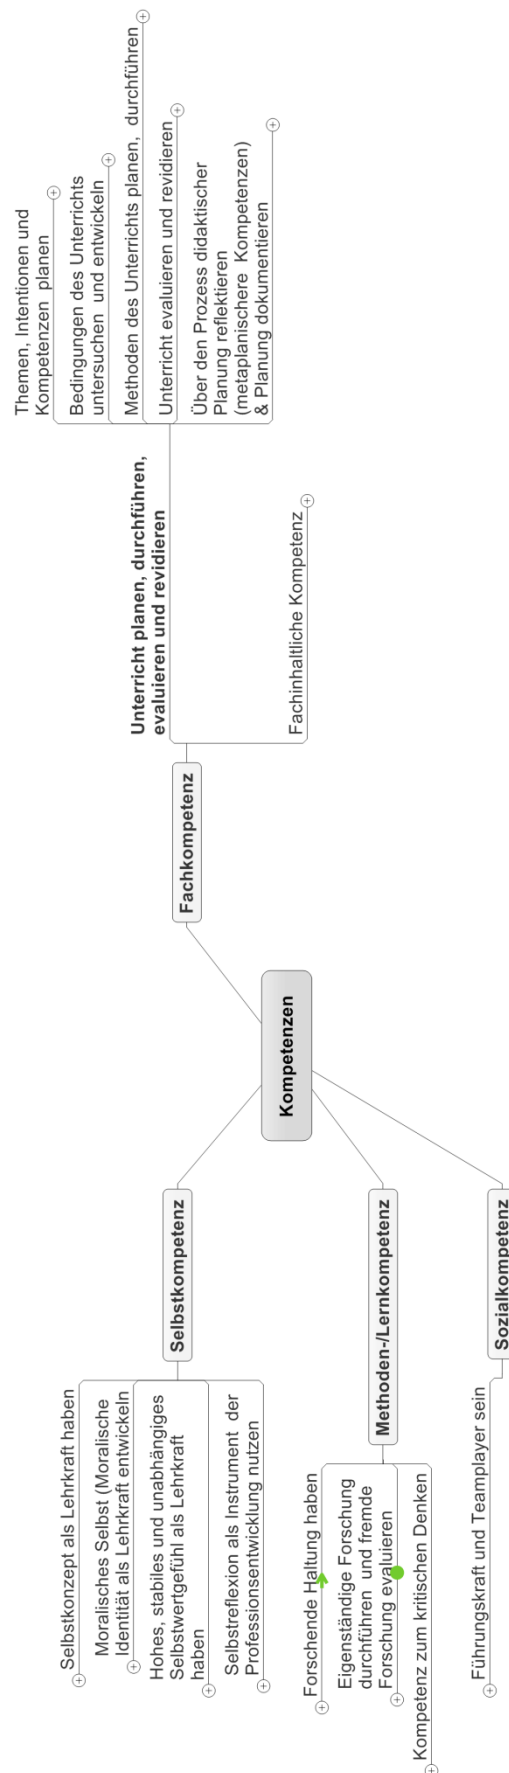 Kompetenzen
Fachkompetenz
Unterricht planen, durchführen,
evaluieren und revidieren
Themen, Intentionen und
Kompetenzen planen
Bedingungen des Unterrichts
untersuchen und entwickeln
Methoden des Unterrichts planen, durchführen
Unterricht evaluieren und revidieren
Über den Prozess didaktischer
Planung reflektieren
(metaplanischere Kompetenzen)
& Planung dokumentieren
Fachinhaltliche Kompetenz
Selbstkompetenz
Selbstkonzept als Lehrkraft haben
Moralisches Selbst (Moralische
Identität als Lehrkraft entwickeln
Hohes, stabiles und unabhängiges
Selbstwertgefühl als Lehrkraft
haben
Selbstreflexion als Instrument der
Professionsentwicklung nutzen
Methoden-/Lernkompetenz
Forschende Haltung haben
Eigenständige Forschung
durchführen und fremde
Forschung evaluieren
Kompetenz zum kritischen Denken
Sozialkompetenz
Führungskraft und Teamplayer sein